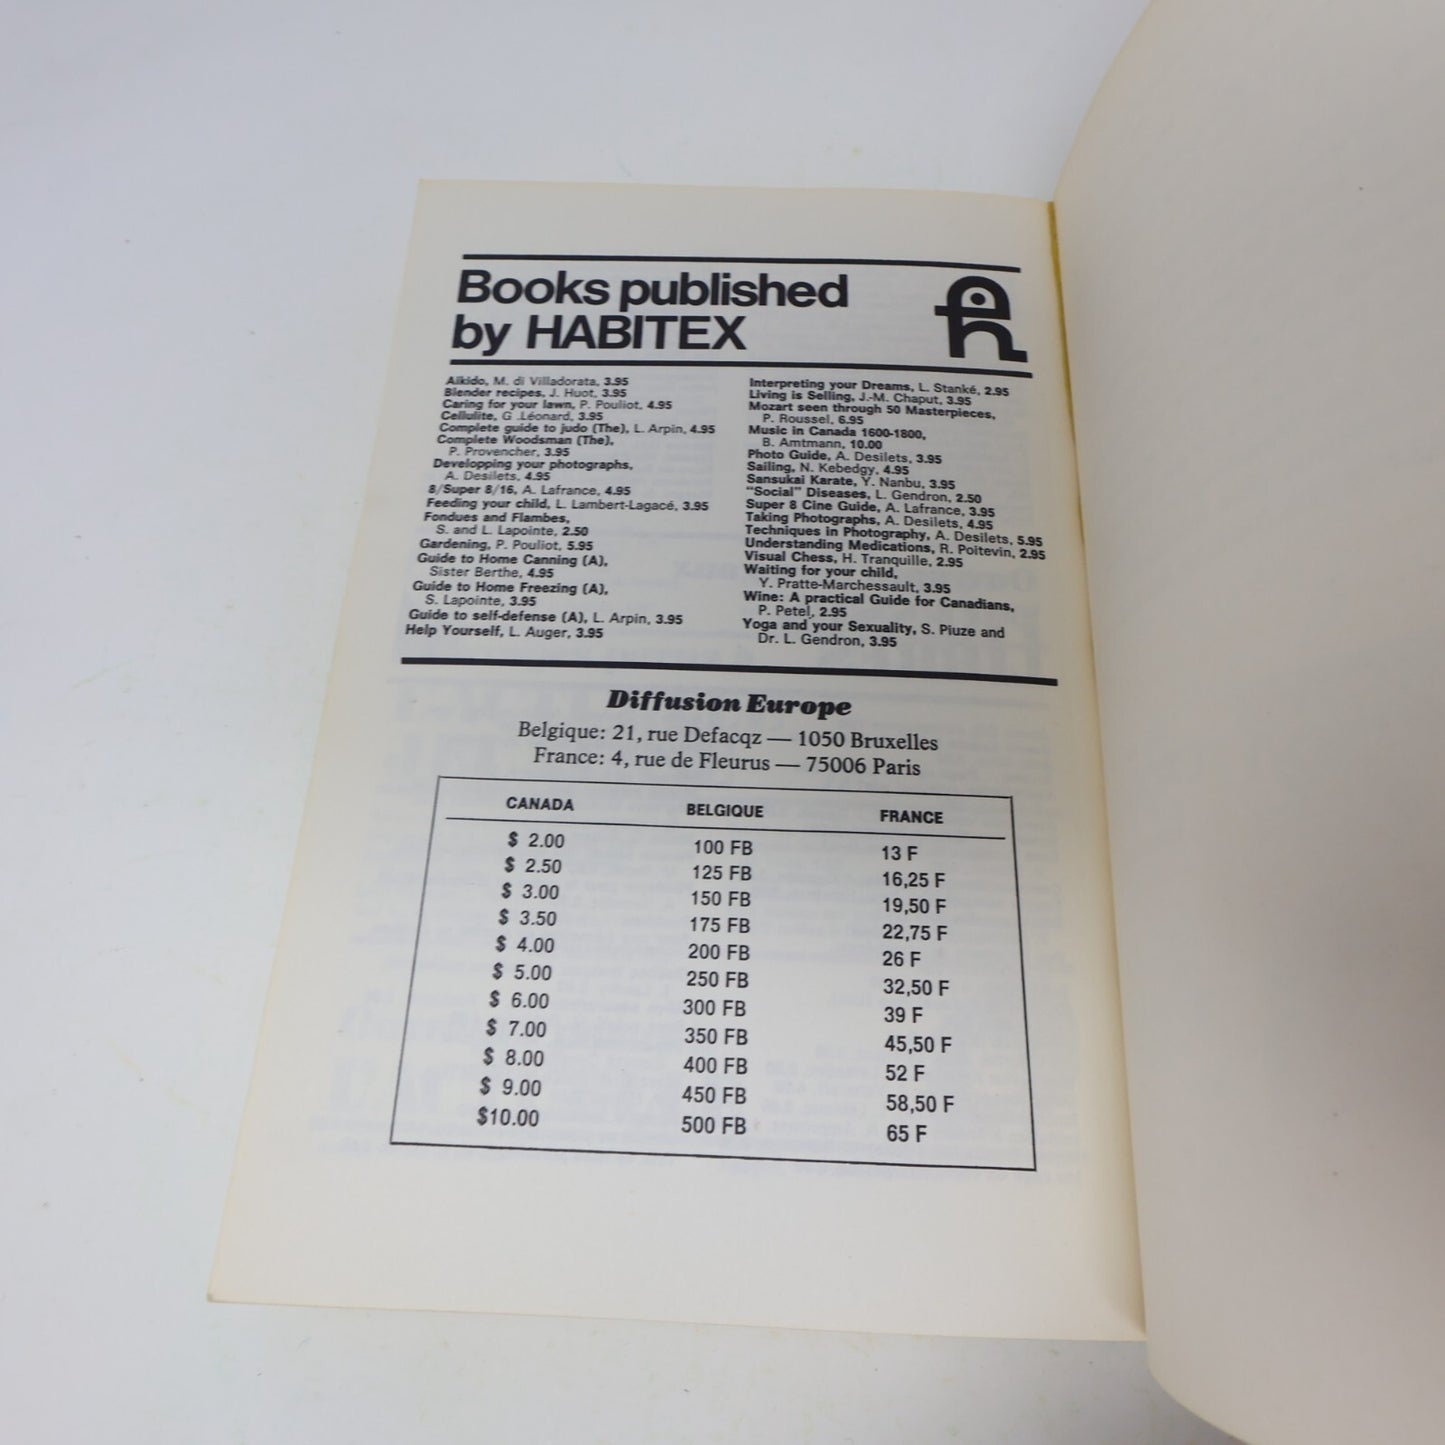 Books published
by HABITEX
Aikido, M. di Villadorata, 3.95
Blender recipes, J. Huot, 3.95
Caring for your lawn, P. Pouliot, 4.95
Cellulite, G .Léonard, 3.95
Complete guide to judo (The), L. Arpin, 4.95
Complete Woodsman (The),
P. Provencher, 3.95
Developping your photographs,
A. Desilets, 4.95
8/Super 8/16, A. Lafrance, 4.95
Feeding your child, L. Lambert-Lagacé, 3.95
Fondues and Flambes,
S. and L. Lapointe, 2.50
Gardening, P. Pouliot, 5.95
Guide to Home Canning (A),
Sister Berthe, 4.95
Guide to Home Freezing (A),
S. Lapointe, 3.95
Guide to self-defense (A), L. Arpin, 3.95
Help Yourself, L. Auger, 3.95
Interpreting your Dreams, L. Stanké, 2.95
Living is Selling, J.-M. Chaput, 3.95
Mozart seen through 50 Masterpieces,
P. Roussel, 6.95
Music in Canada 1600-1800,
B. Amtmann, 10.00
Photo Guide, A. Desilets, 3.95
Sailing, N. Kebedgy, 4.95
Sansukai Karate, Y. Nanbu, 3.95
"Social" Diseases, L. Gendron, 2.50
Super 8 Cine Guide, A. Lafrance, 3.95
Taking Photographs, A. Desilets, 4.95
Techniques in Photography, A. Desilets, 5.95
Understanding Medications, R. Poitevin, 2.95
Visual Chess, H. Tranquille, 2.95
Waiting for your child,
Y. Pratte-Marchessault, 3.95
Wine: A practical Guide for Canadians,
P. Petel, 2.95
Yoga and your Sexuality, S. Piuze and
Dr. L. Gendron, 3.95
Diffusion Europe
Belgique: 21, rue Defacqz — 1050 Bruxelles
France: 4, rue de Fleurus — 75006 Paris
CANADA BELGIQUE FRANCE
$ 2.00 100 FB 13 F
$ 2.50 125 FB 16,25 F
$ 3.00 150 FB 19,50 F
$ 3.50 175 FB 22,75 F
$ 4.00 200 FB 26 F
$ 5.00 250 FB 32,50 F
$ 6.00 300 FB 39 F
$ 7.00 350 FB 45,50 F
$ 8.00 400 FB 52 F
$ 9.00 450 FB 58,50 F
$10.00 500 FB 65 F